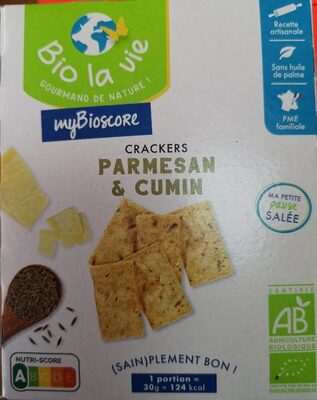 Bio la vie
GOURMAND DE NATURE !
myBioscore
Recette
artisanale
Sans huile
de palme
PME
familiale
CRACKERS
PARMESAN
& CUMIN
MA PETITE
pause
SALÉE
CERTIFIÉ
AB
AGRICULTURE
BIOLOGIQUE
NUTRI-SCORE
A B C D E
(SAIN)PLEMENT BON !
1 portion =
30g = 124 kcal